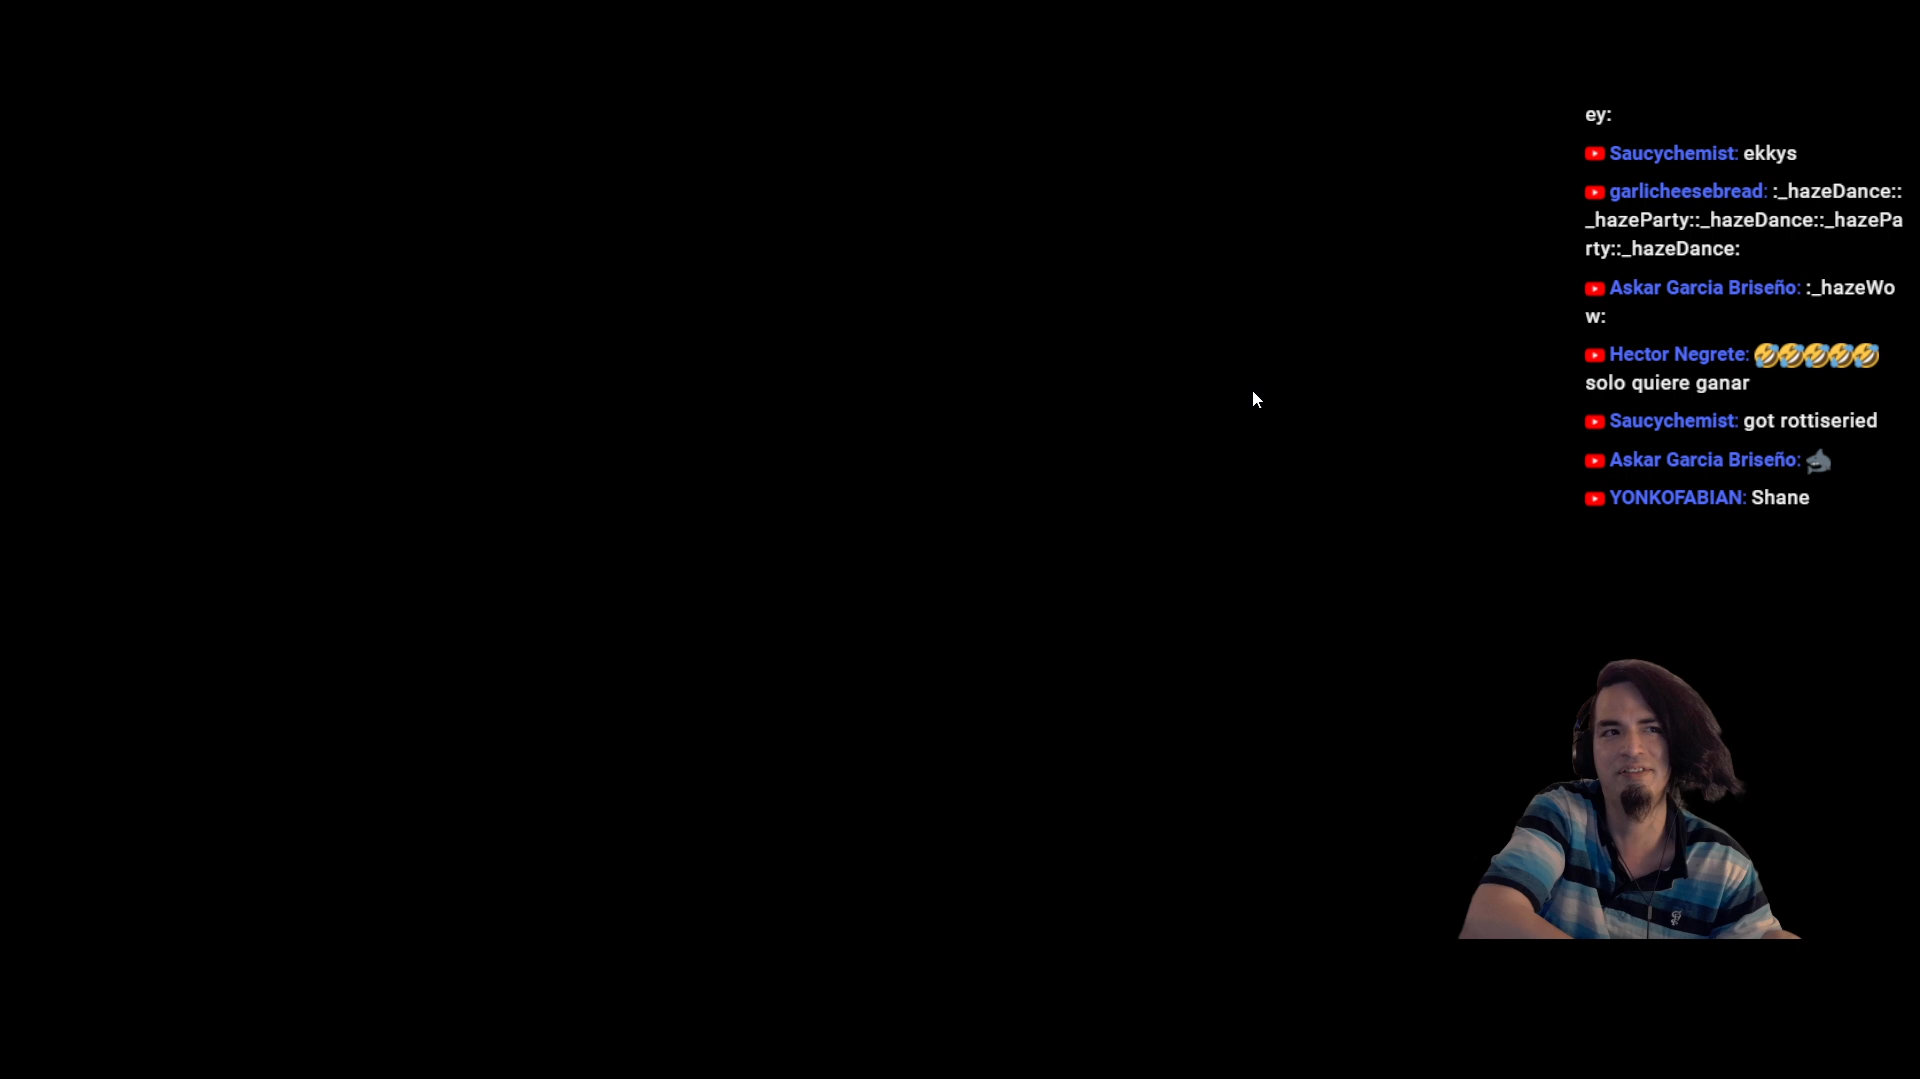 ey:
Saucychemist: ekkys
garlicheesebread: :_hazeDance::
_hazeParty::_hazeDance::_hazePa
rty::_hazeDance:
Askar Garcia Briseño: :_hazeWo
w:
Hector Negrete: 🤣🤣🤣🤣🤣
solo quiere ganar
Saucychemist: got rottiseried
Askar Garcia Briseño: 🦈
YONKOFABIAN: Shane